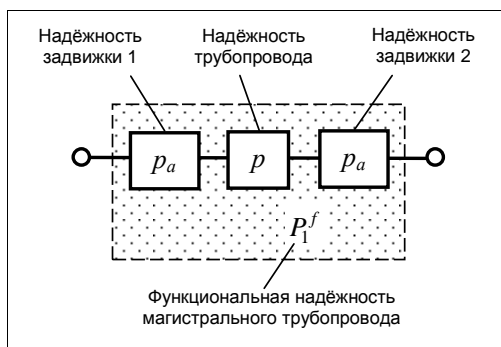 Надёжность
задвижки 1
Надёжность
трубопровода
Надёжность
задвижки 2
pₐ
p
pₐ
P₁ᶠ
Функциональная надёжность
магистрального трубопровода